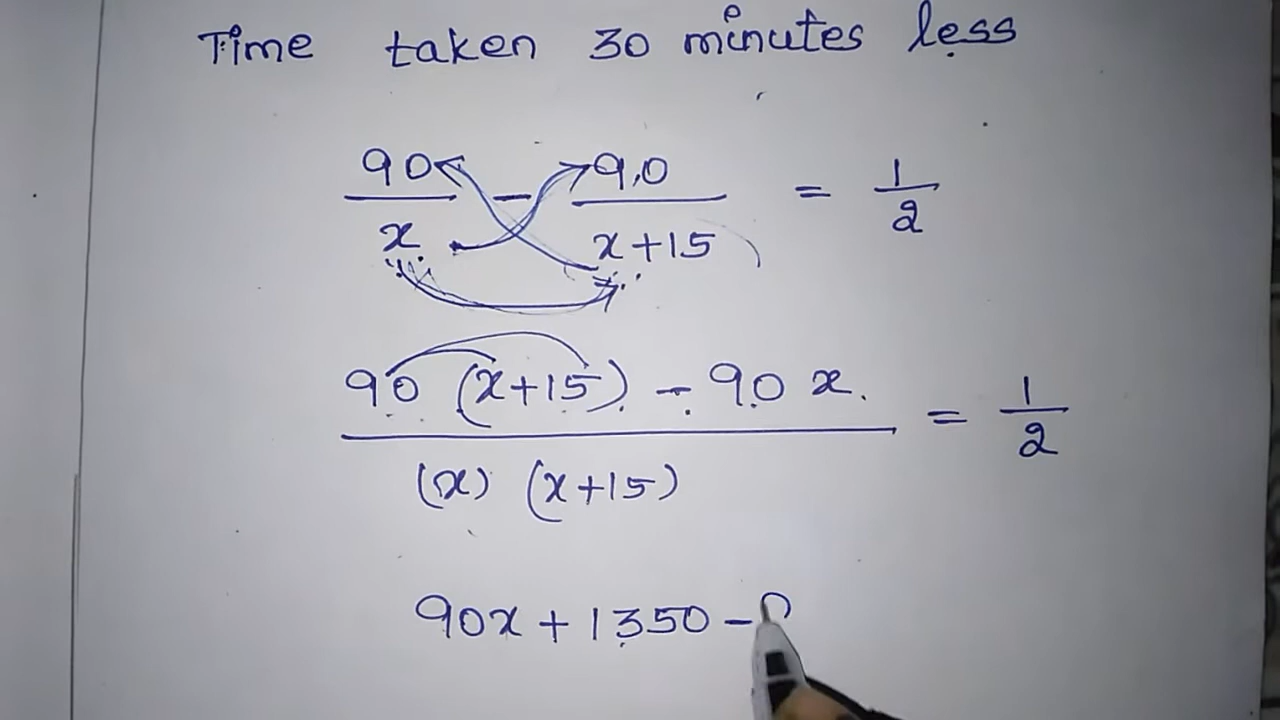 Time taken 30 minutes less
90/x - 90/x+15 = 1/2
90 (x+15) - 90 x / (x) (x+15) = 1/2
90x + 1350 -